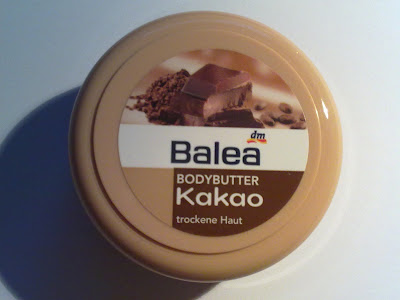 dm
Balea
BODYBUTTER
Kakao
trockene Haut